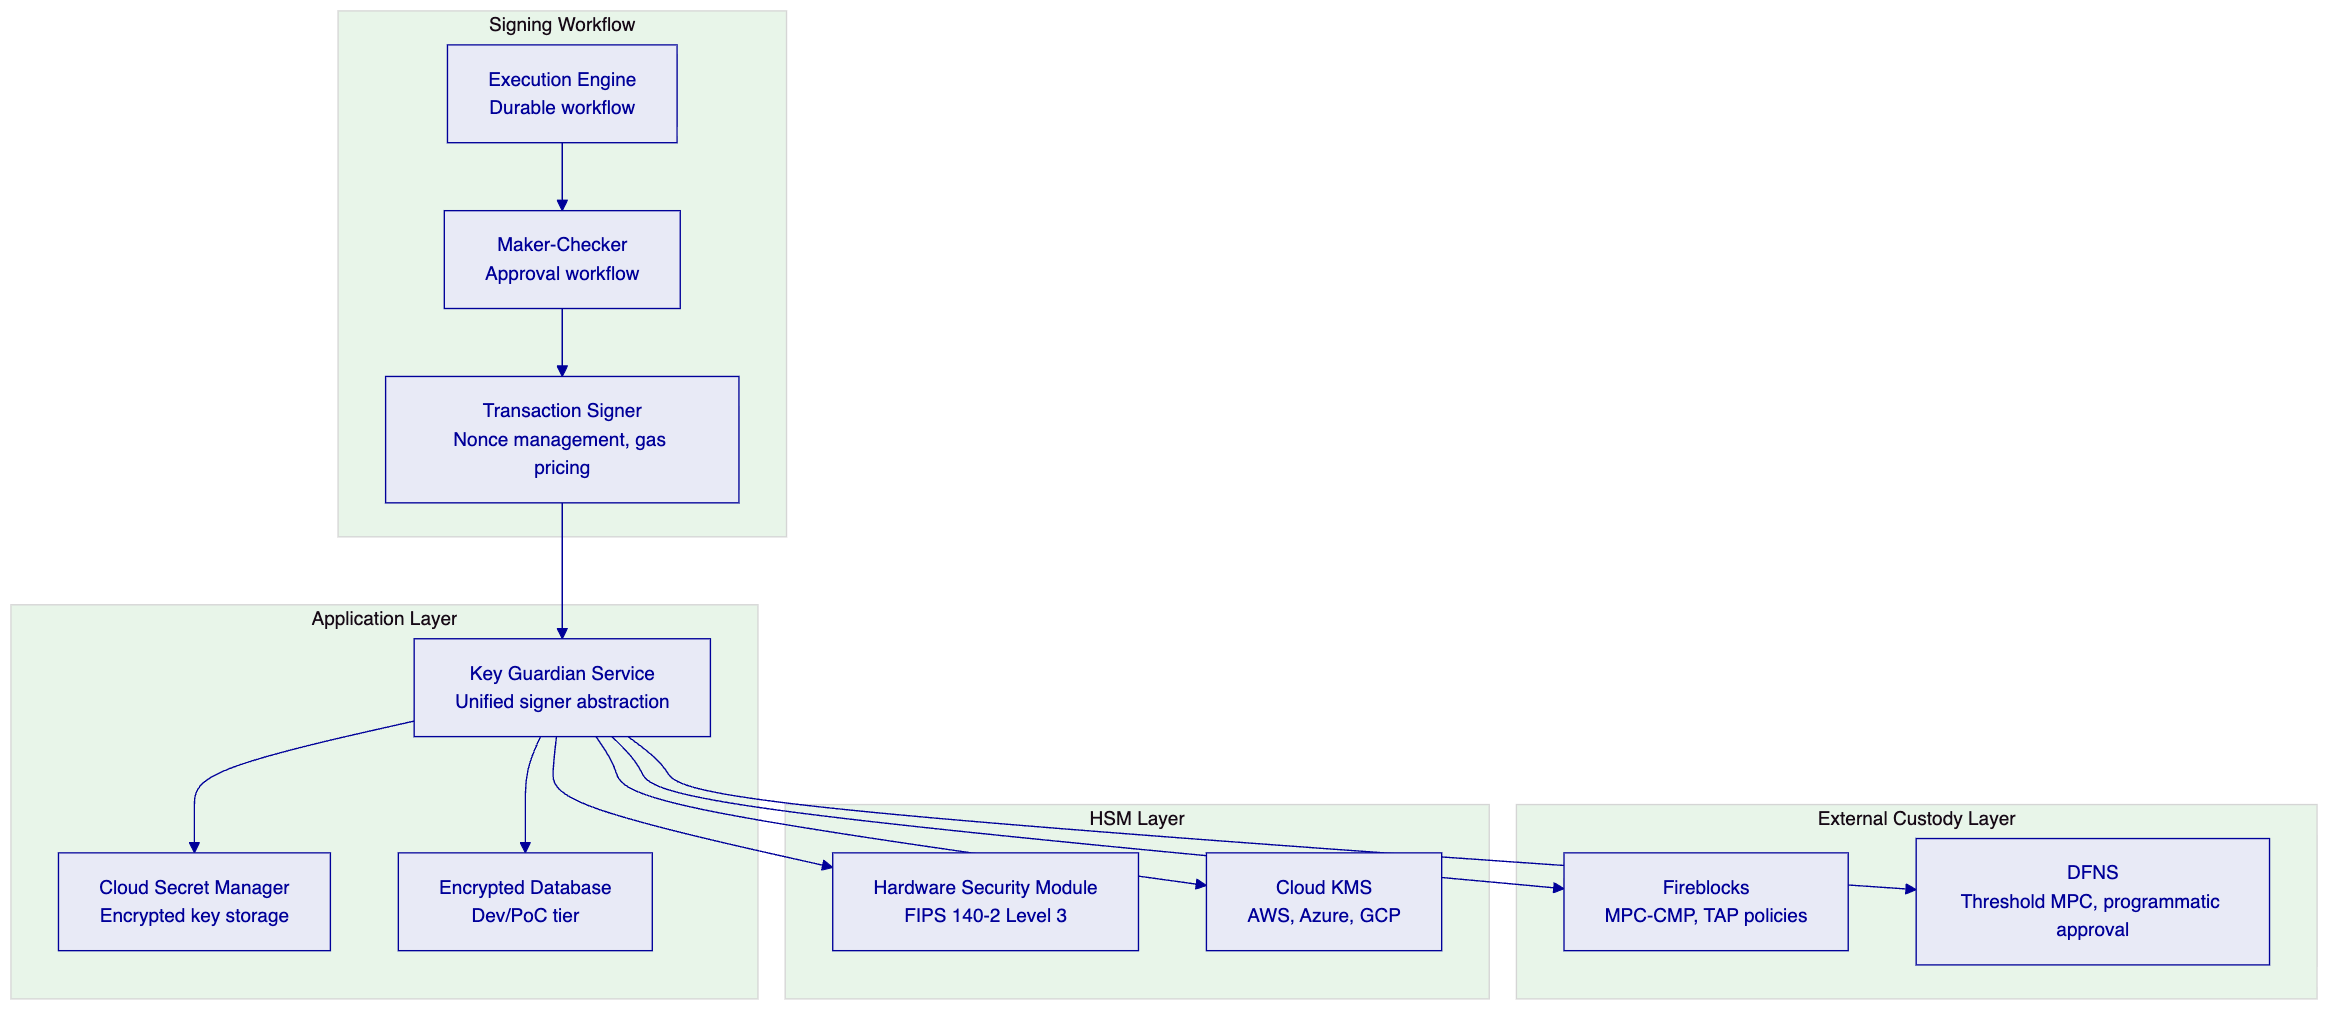 Signing Workflow
Execution Engine
Durable workflow
Maker-Checker
Approval workflow
Transaction Signer
Nonce management, gas
pricing
Application Layer
Key Guardian Service
Unified signer abstraction
Cloud Secret Manager
Encrypted key storage
Encrypted Database
Dev/PoC tier
HSM Layer
Hardware Security Module
FIPS 140-2 Level 3
Cloud KMS
AWS, Azure, GCP
External Custody Layer
Fireblocks
MPC-CMP, TAP policies
DFNS
Threshold MPC, programmatic
approval